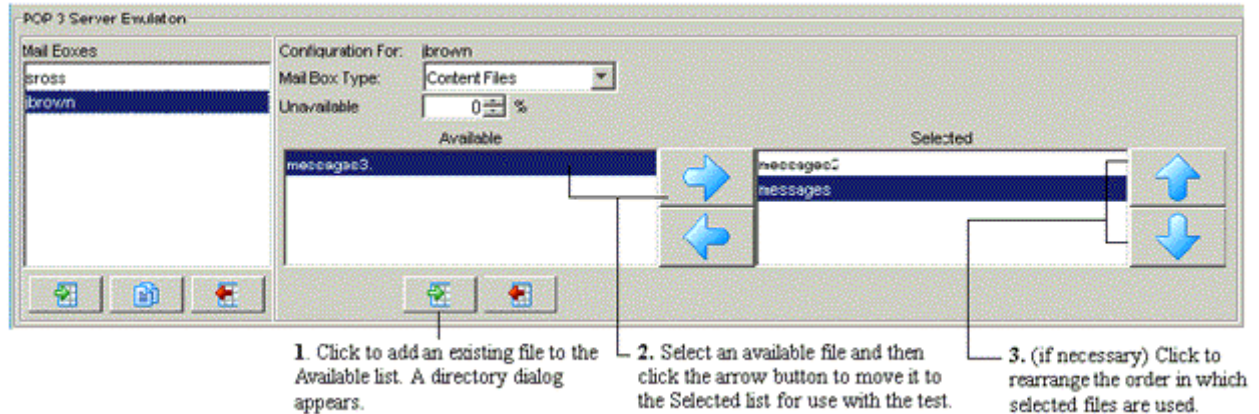 POP 3 Server Emulation
Mail Boxes
sross
jbrown
Configuration For: jbrown
Mail Box Type: Content Files
Unavailable 0 %
Available
messages3.
Selected
messages2
messages
1. Click to add an existing file to the
Available list. A directory dialog
appears.
2. Select an available file and then
click the arrow button to move it to
the Selected list for use with the test.
3. (if necessary) Click to
rearrange the order in which
selected files are used.